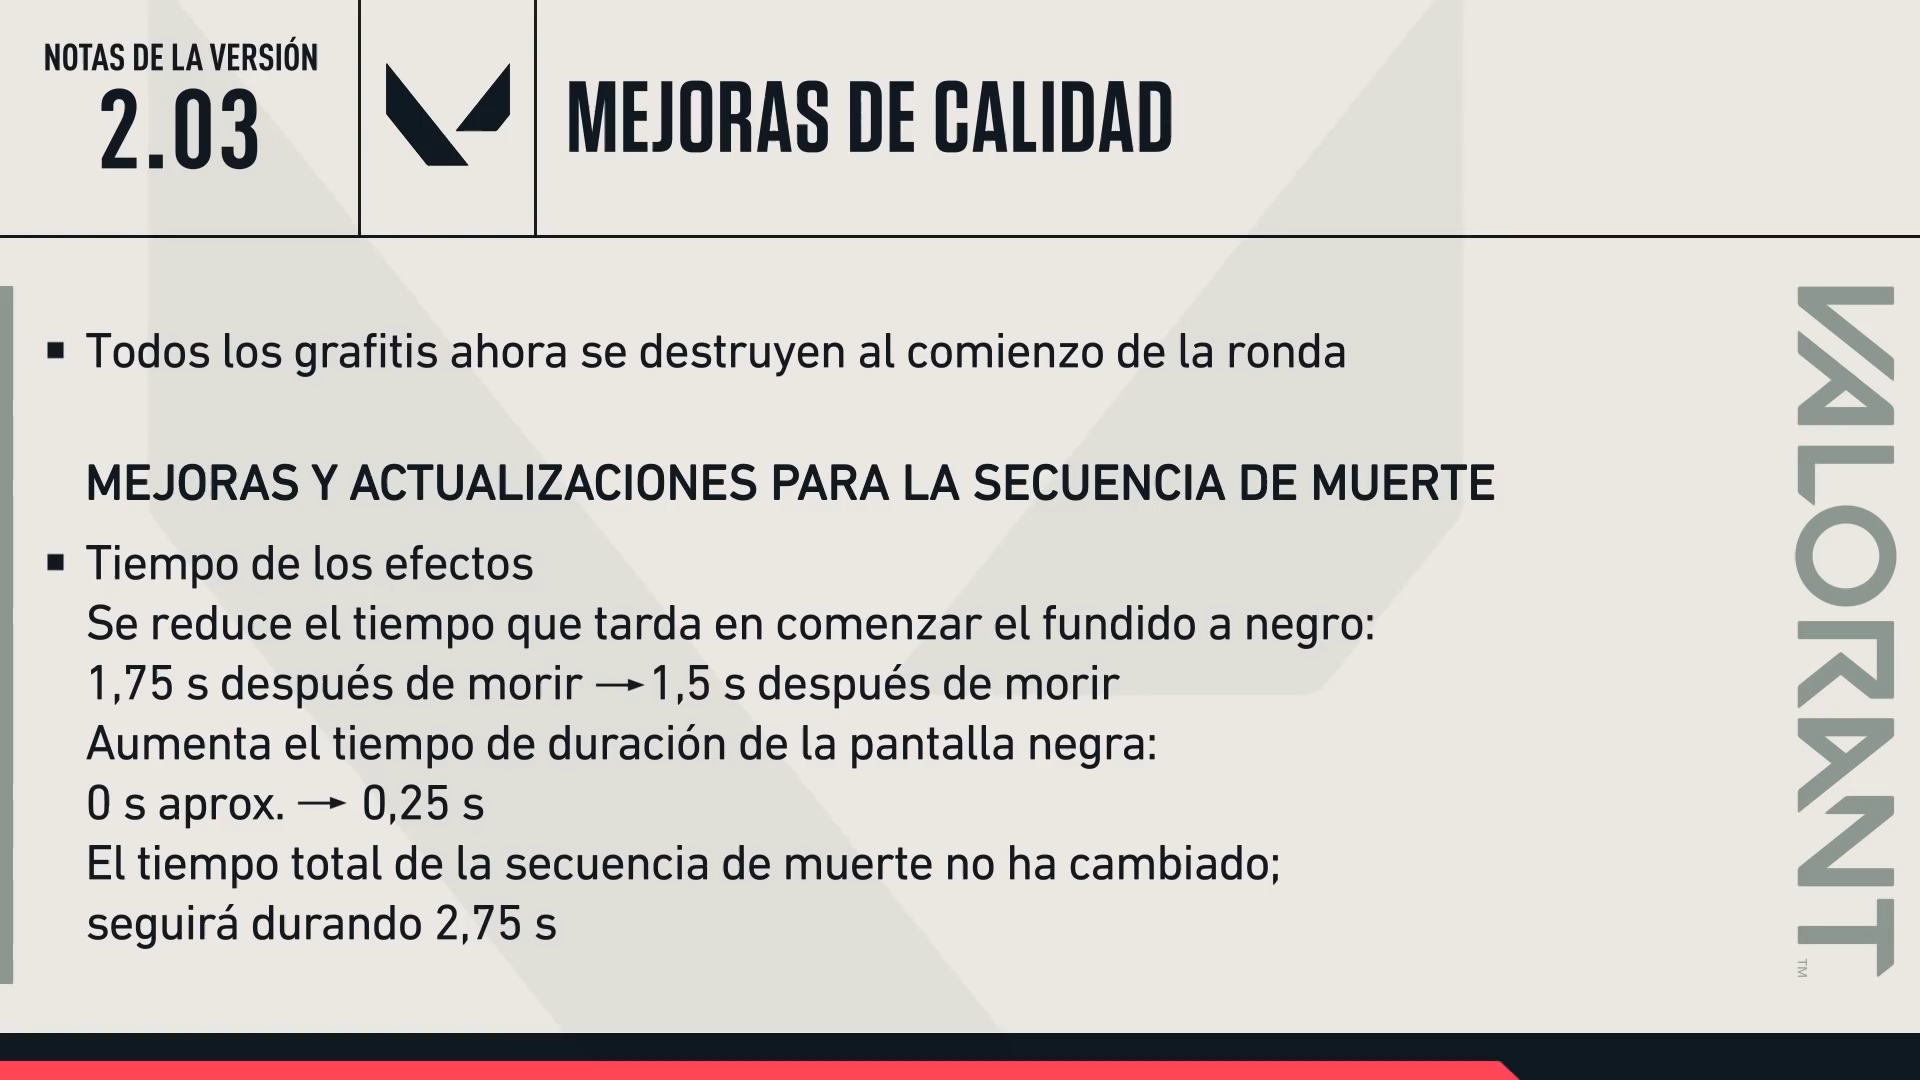 NOTAS DE LA VERSIÓN
2.03
MEJORAS DE CALIDAD
▪ Todos los grafitis ahora se destruyen al comienzo de la ronda
MEJORAS Y ACTUALIZACIONES PARA LA SECUENCIA DE MUERTE
▪ Tiempo de los efectos
Se reduce el tiempo que tarda en comenzar el fundido a negro:
1,75 s después de morir → 1,5 s después de morir
Aumenta el tiempo de duración de la pantalla negra:
0 s aprox. → 0,25 s
El tiempo total de la secuencia de muerte no ha cambiado;
seguirá durando 2,75 s
VALORANT™